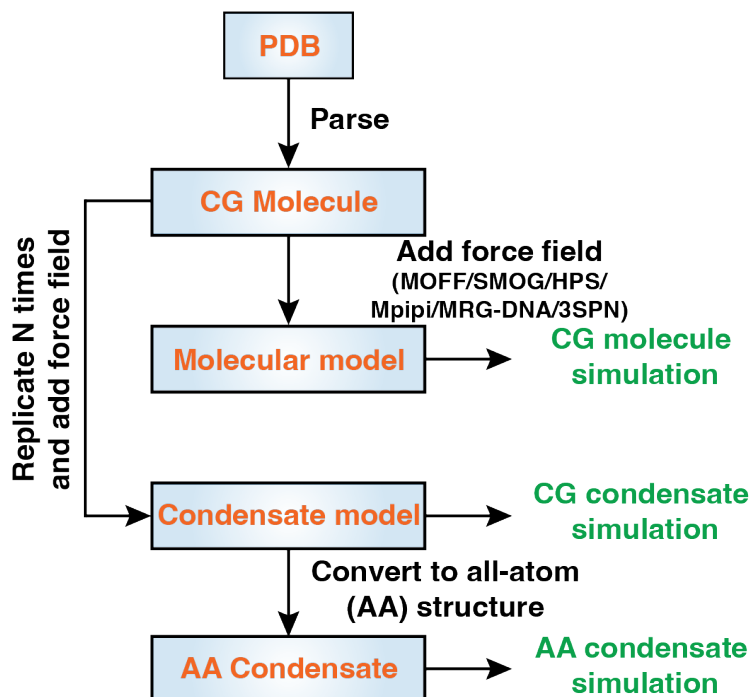 PDB
Parse
CG Molecule
Replicate N times
and add force field
Add force field
(MOFF/SMOG/HPS/
Mpipi/MRG-DNA/3SPN)
Molecular model
CG molecule
simulation
Condensate model
CG condensate
simulation
Convert to all-atom
(AA) structure
AA Condensate
AA condensate
simulation